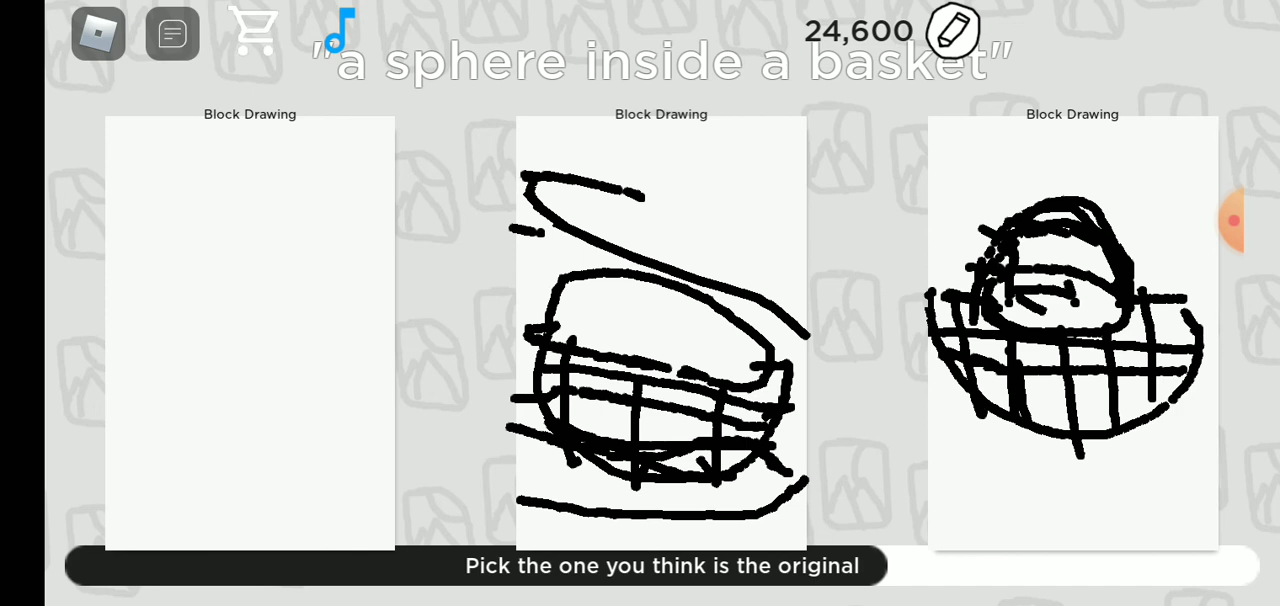 24,600
"a sphere inside a basket"
Block Drawing
Block Drawing
Block Drawing
Pick the one you think is the original